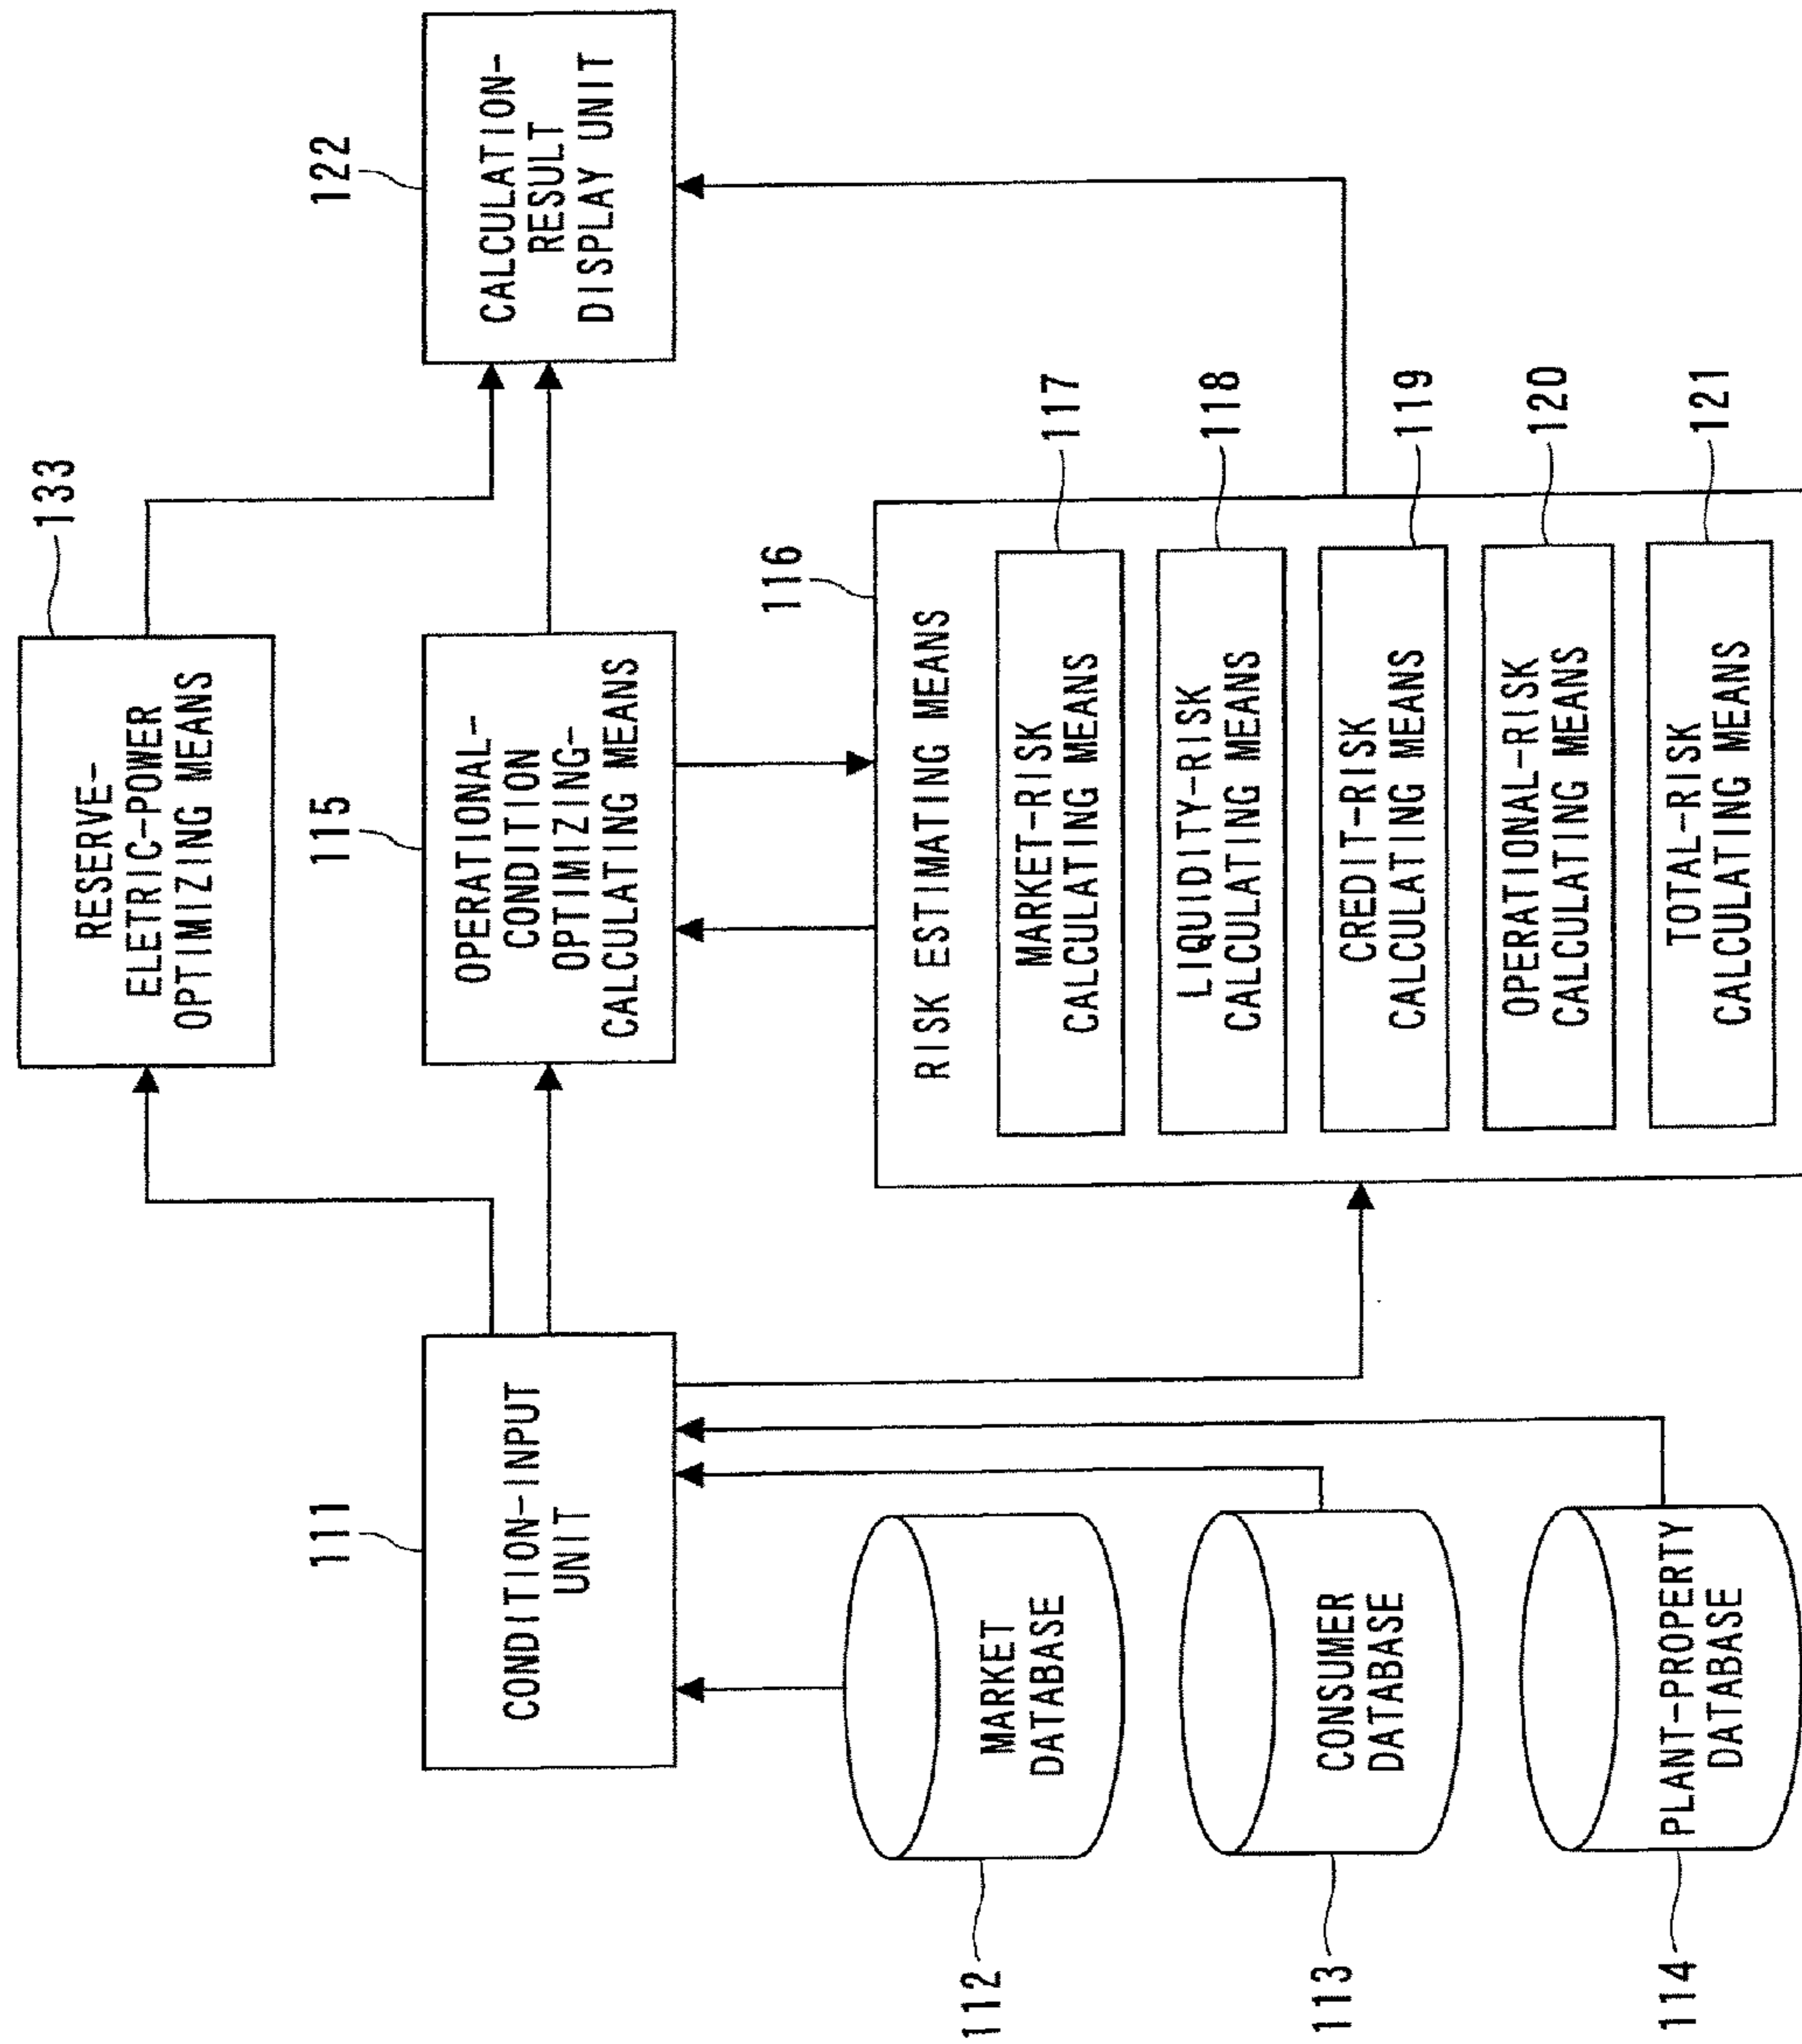 133
RESERVE-
ELETRIC-POWER
OPTIMIZING MEANS
111
CONDITION-INPUT
UNIT
115
OPERATIONAL-
CONDITION
OPTIMIZING-
CALCULATING MEANS
122
CALCULATION-
RESULT
DISPLAY UNIT
112
MARKET
DATABASE
113
CONSUMER
DATABASE
114
PLANT-PROPERTY
DATABASE
116
RISK ESTIMATING MEANS
MARKET-RISK
CALCULATING MEANS
117
LIQUIDITY-RISK
CALCULATING MEANS
118
CREDIT-RISK
CALCULATING MEANS
119
OPERATIONAL-RISK
CALCULATING MEANS
120
TOTAL-RISK
CALCULATING MEANS
121